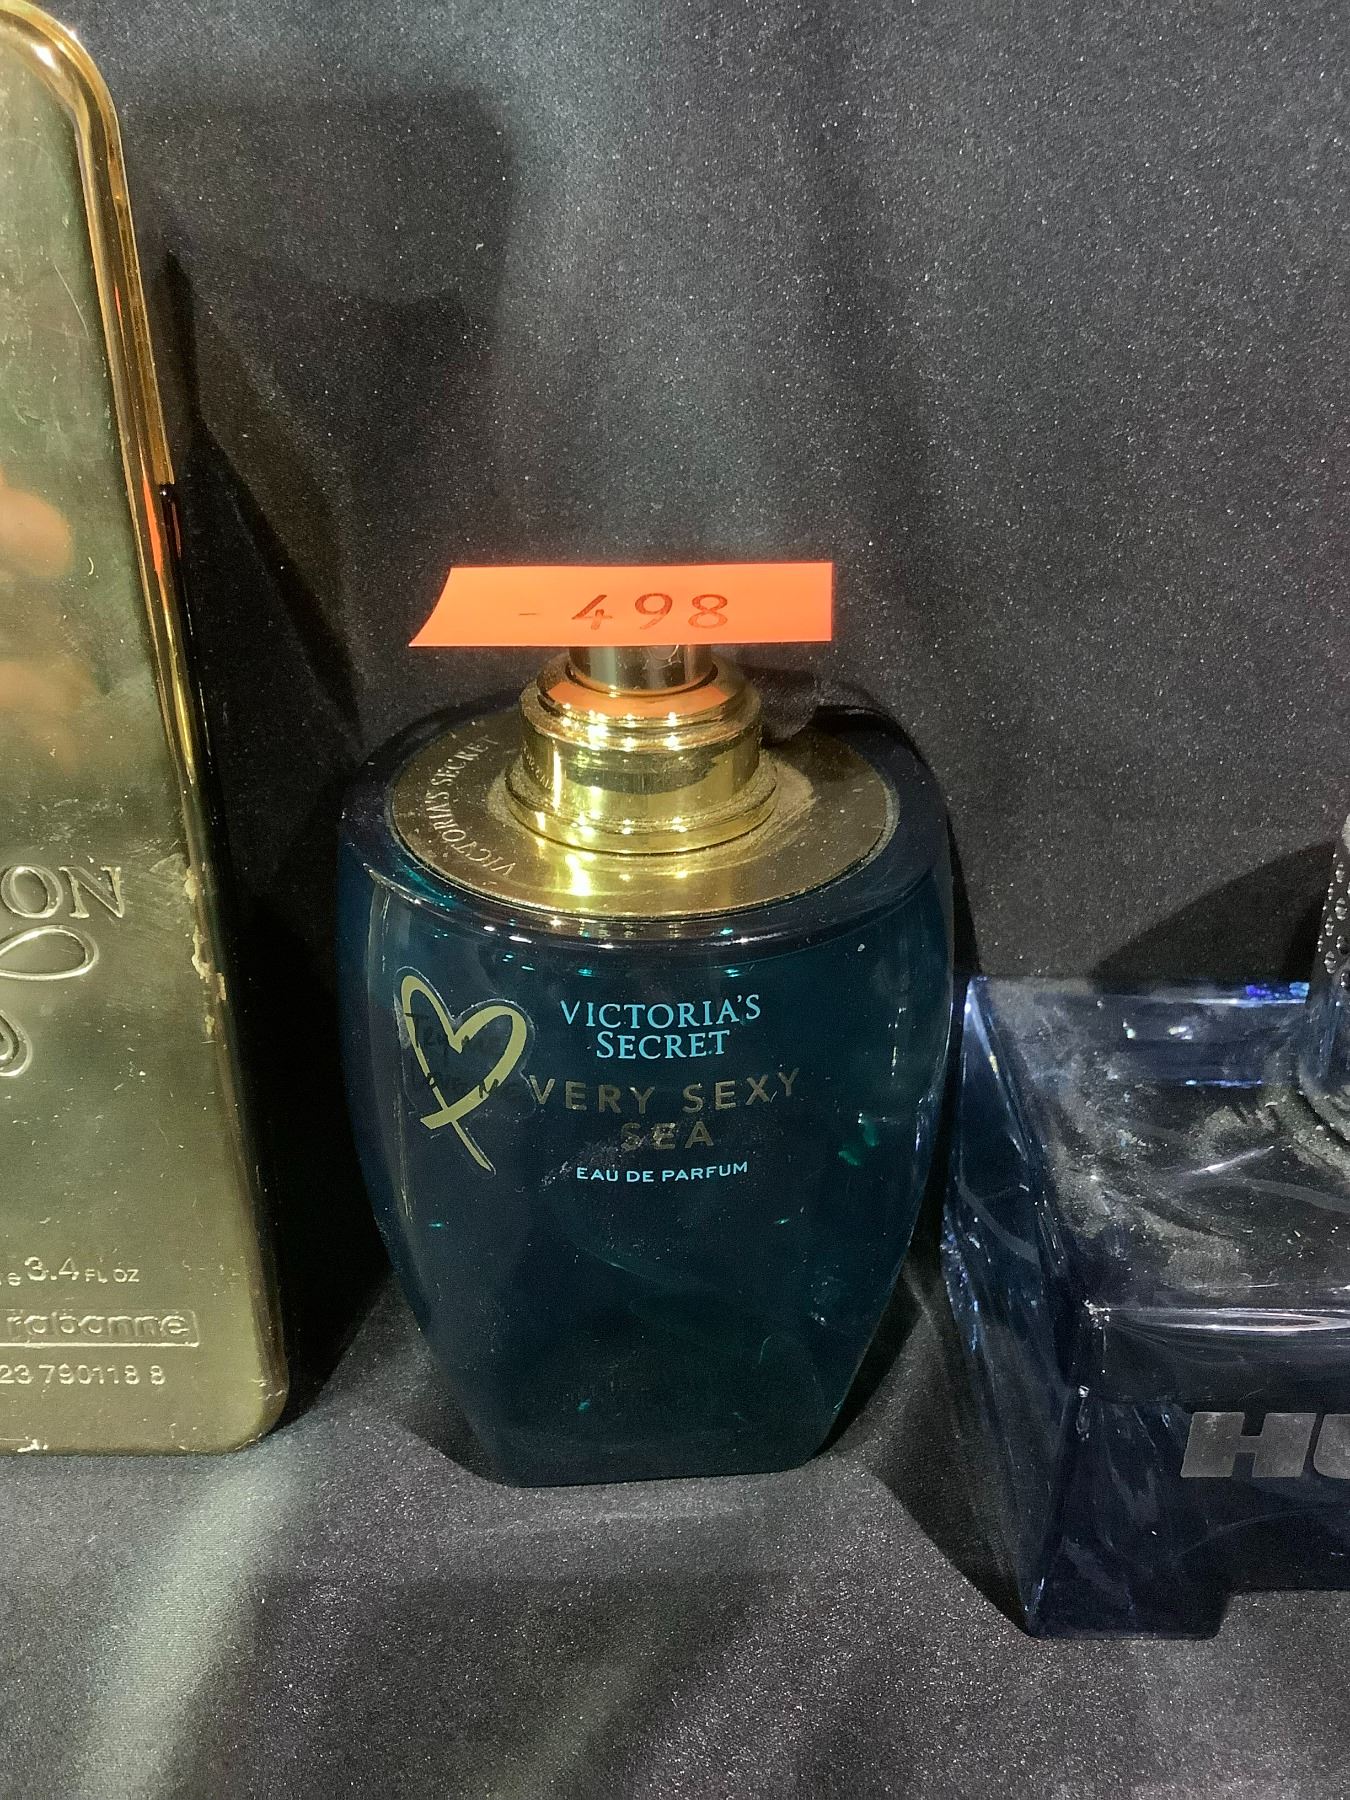 - 498
VICTORIA'S SECRET
VICTORIA'S
SECRET
VERY SEXY
SEA
EAU DE PARFUM
ION
3.4 FL OZ
rabanne
23 790118 8
HU